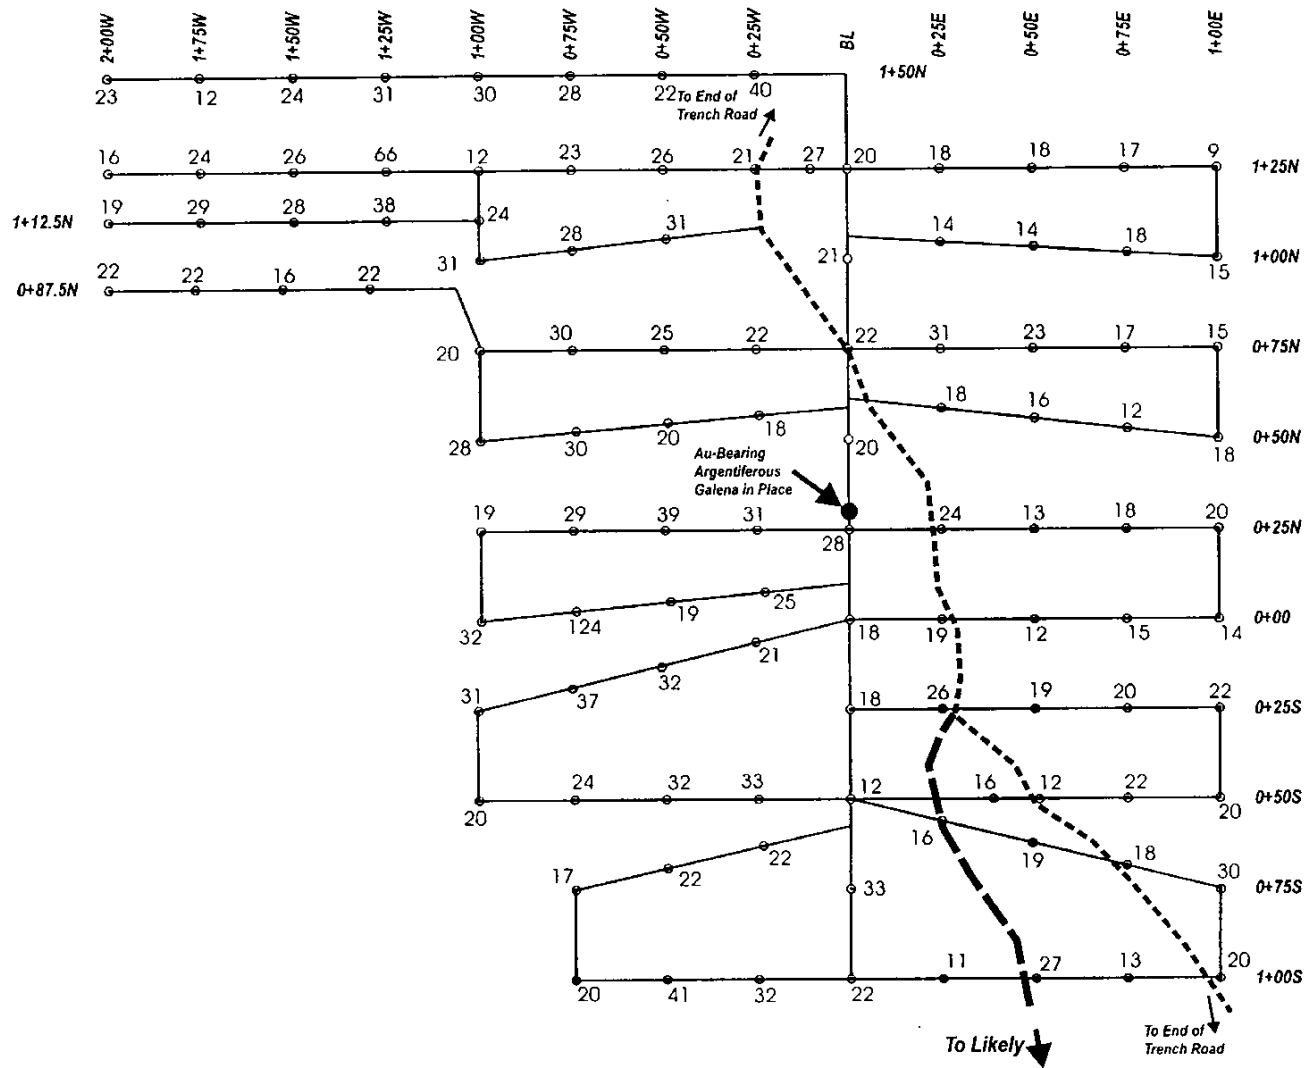 2+00W 1+75W 1+50W 1+25W 1+00W 0+75W 0+50W 0+25W BL 0+25E 0+50E 0+75E 1+00E
1+50N
23 12 24 31 30 28 22 40
To End of
Trench Road
16 24 26 66 12 23 26 21 27 20 18 18 17 9 1+25N
1+12.5N 19 29 28 38 24
31 28 31 21 14 14 18 15 1+00N
0+87.5N 22 22 16 22
20 30 25 22 22 31 23 17 15 0+75N
28 30 20 18 20 18 16 12 18 0+50N
Au-Bearing
Argentiferous
Galena in Place
19 29 39 31 28 24 13 18 20 0+25N
32 124 19 25 18 19 12 15 14 0+00
31 37 32 21 18 26 19 20 22 0+25S
20 24 32 33 12 16 12 22 20 0+50S
17 22 22 33 16 19 18 30 0+75S
20 41 32 22 11 27 13 20 1+00S
To End of
Trench Road
To Likely